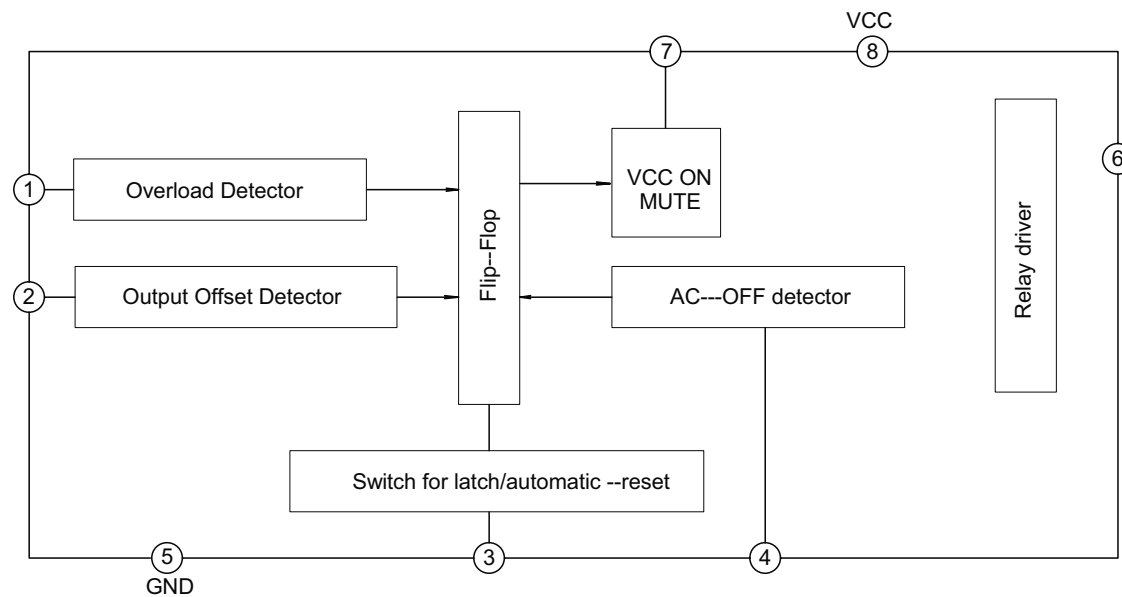 VCC
7
8
6
1
Overload Detector
VCC ON
MUTE
Flip--Flop
Relay driver
2
Output Offset Detector
AC---OFF detector
Switch for latch/automatic --reset
5
GND
3
4